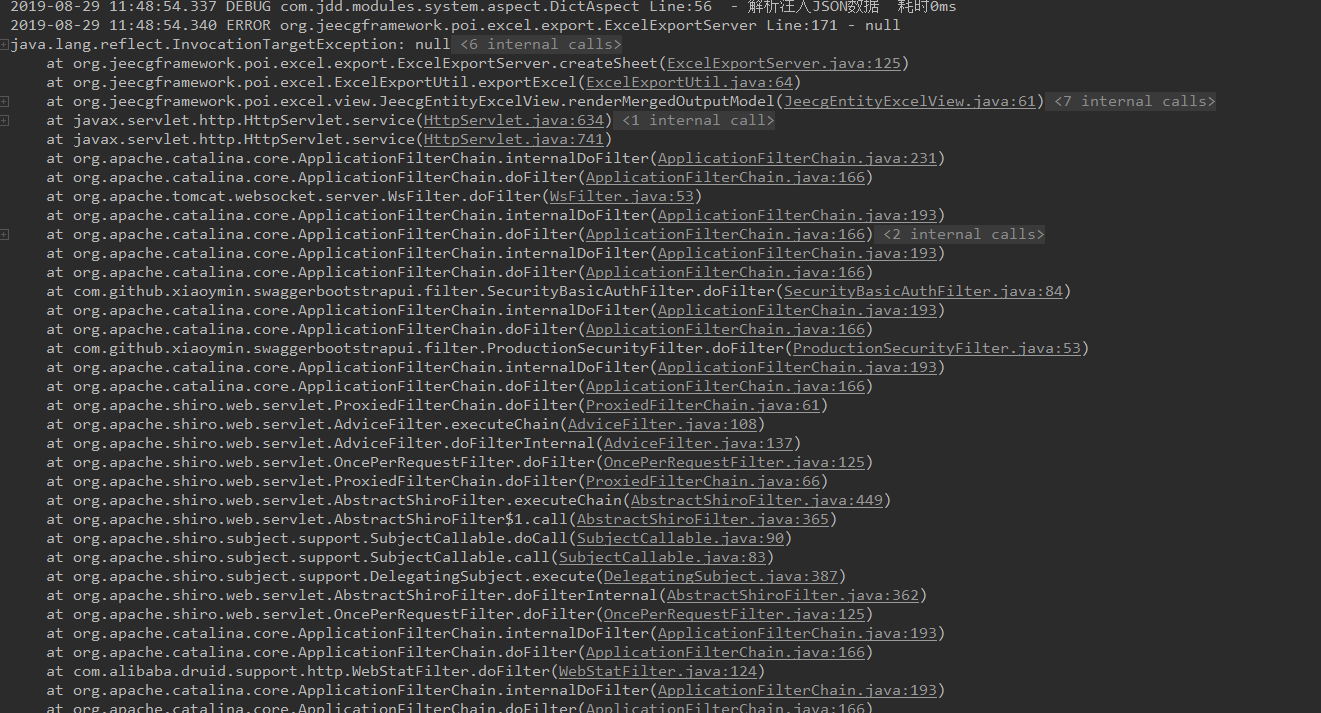 2019-08-29 11:48:54.337 DEBUG com.jdd.modules.system.aspect.DictAspect Line:56  - 解析注入JSON数据  耗时0ms
2019-08-29 11:48:54.340 ERROR org.jeecgframework.poi.excel.export.ExcelExportServer Line:171 - null
java.lang.reflect.InvocationTargetException: null <6 internal calls>
at org.jeecgframework.poi.excel.export.ExcelExportServer.createSheet(ExcelExportServer.java:125)
at org.jeecgframework.poi.excel.ExcelExportUtil.exportExcel(ExcelExportUtil.java:64)
at org.jeecgframework.poi.excel.view.JeecgEntityExcelView.renderMergedOutputModel(JeecgEntityExcelView.java:61) <7 internal calls>
at javax.servlet.http.HttpServlet.service(HttpServlet.java:634) <1 internal call>
at javax.servlet.http.HttpServlet.service(HttpServlet.java:741)
at org.apache.catalina.core.ApplicationFilterChain.internalDoFilter(ApplicationFilterChain.java:231)
at org.apache.catalina.core.ApplicationFilterChain.doFilter(ApplicationFilterChain.java:166)
at org.apache.tomcat.websocket.server.WsFilter.doFilter(WsFilter.java:53)
at org.apache.catalina.core.ApplicationFilterChain.internalDoFilter(ApplicationFilterChain.java:193)
at org.apache.catalina.core.ApplicationFilterChain.doFilter(ApplicationFilterChain.java:166) <2 internal calls>
at org.apache.catalina.core.ApplicationFilterChain.internalDoFilter(ApplicationFilterChain.java:193)
at org.apache.catalina.core.ApplicationFilterChain.doFilter(ApplicationFilterChain.java:166)
at com.github.xiaoymin.swaggerbootstrapui.filter.SecurityBasicAuthFilter.doFilter(SecurityBasicAuthFilter.java:84)
at org.apache.catalina.core.ApplicationFilterChain.internalDoFilter(ApplicationFilterChain.java:193)
at org.apache.catalina.core.ApplicationFilterChain.doFilter(ApplicationFilterChain.java:166)
at com.github.xiaoymin.swaggerbootstrapui.filter.ProductionSecurityFilter.doFilter(ProductionSecurityFilter.java:53)
at org.apache.catalina.core.ApplicationFilterChain.internalDoFilter(ApplicationFilterChain.java:193)
at org.apache.catalina.core.ApplicationFilterChain.doFilter(ApplicationFilterChain.java:166)
at org.apache.shiro.web.servlet.ProxiedFilterChain.doFilter(ProxiedFilterChain.java:61)
at org.apache.shiro.web.servlet.AdviceFilter.executeChain(AdviceFilter.java:108)
at org.apache.shiro.web.servlet.AdviceFilter.doFilterInternal(AdviceFilter.java:137)
at org.apache.shiro.web.servlet.OncePerRequestFilter.doFilter(OncePerRequestFilter.java:125)
at org.apache.shiro.web.servlet.ProxiedFilterChain.doFilter(ProxiedFilterChain.java:66)
at org.apache.shiro.web.servlet.AbstractShiroFilter.executeChain(AbstractShiroFilter.java:449)
at org.apache.shiro.web.servlet.AbstractShiroFilter$1.call(AbstractShiroFilter.java:365)
at org.apache.shiro.subject.support.SubjectCallable.doCall(SubjectCallable.java:90)
at org.apache.shiro.subject.support.SubjectCallable.call(SubjectCallable.java:83)
at org.apache.shiro.subject.support.DelegatingSubject.execute(DelegatingSubject.java:387)
at org.apache.shiro.web.servlet.AbstractShiroFilter.doFilterInternal(AbstractShiroFilter.java:362)
at org.apache.shiro.web.servlet.OncePerRequestFilter.doFilter(OncePerRequestFilter.java:125)
at org.apache.catalina.core.ApplicationFilterChain.internalDoFilter(ApplicationFilterChain.java:193)
at org.apache.catalina.core.ApplicationFilterChain.doFilter(ApplicationFilterChain.java:166)
at com.alibaba.druid.support.http.WebStatFilter.doFilter(WebStatFilter.java:124)
at org.apache.catalina.core.ApplicationFilterChain.internalDoFilter(ApplicationFilterChain.java:193)
at org.apache.catalina.core.ApplicationFilterChain.doFilter(ApplicationFilterChain.java:166)